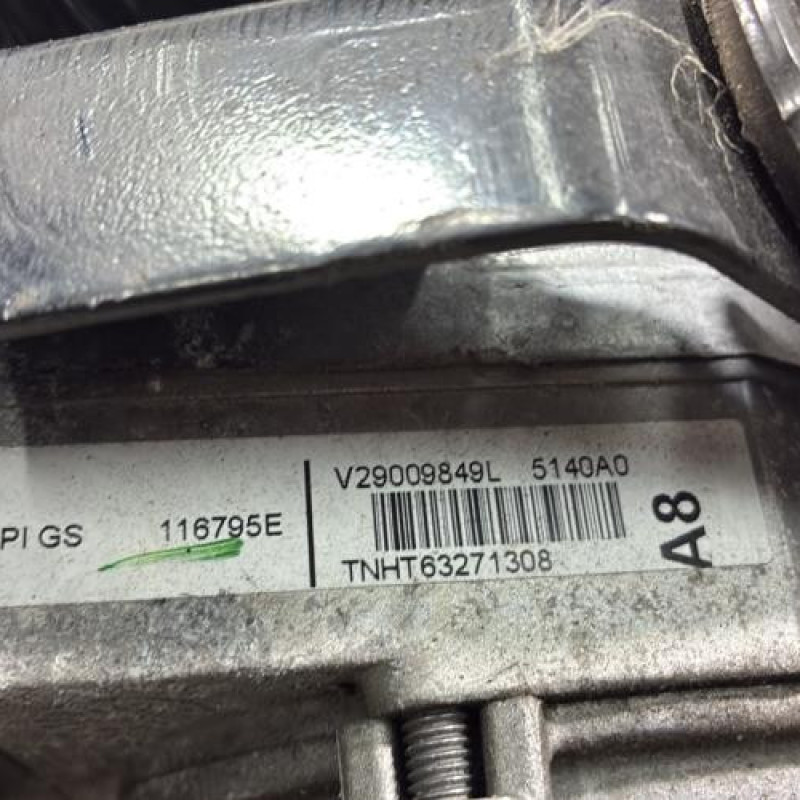 V29009849L 5140A0
PI GS 116795E
TNHT63271308
A8